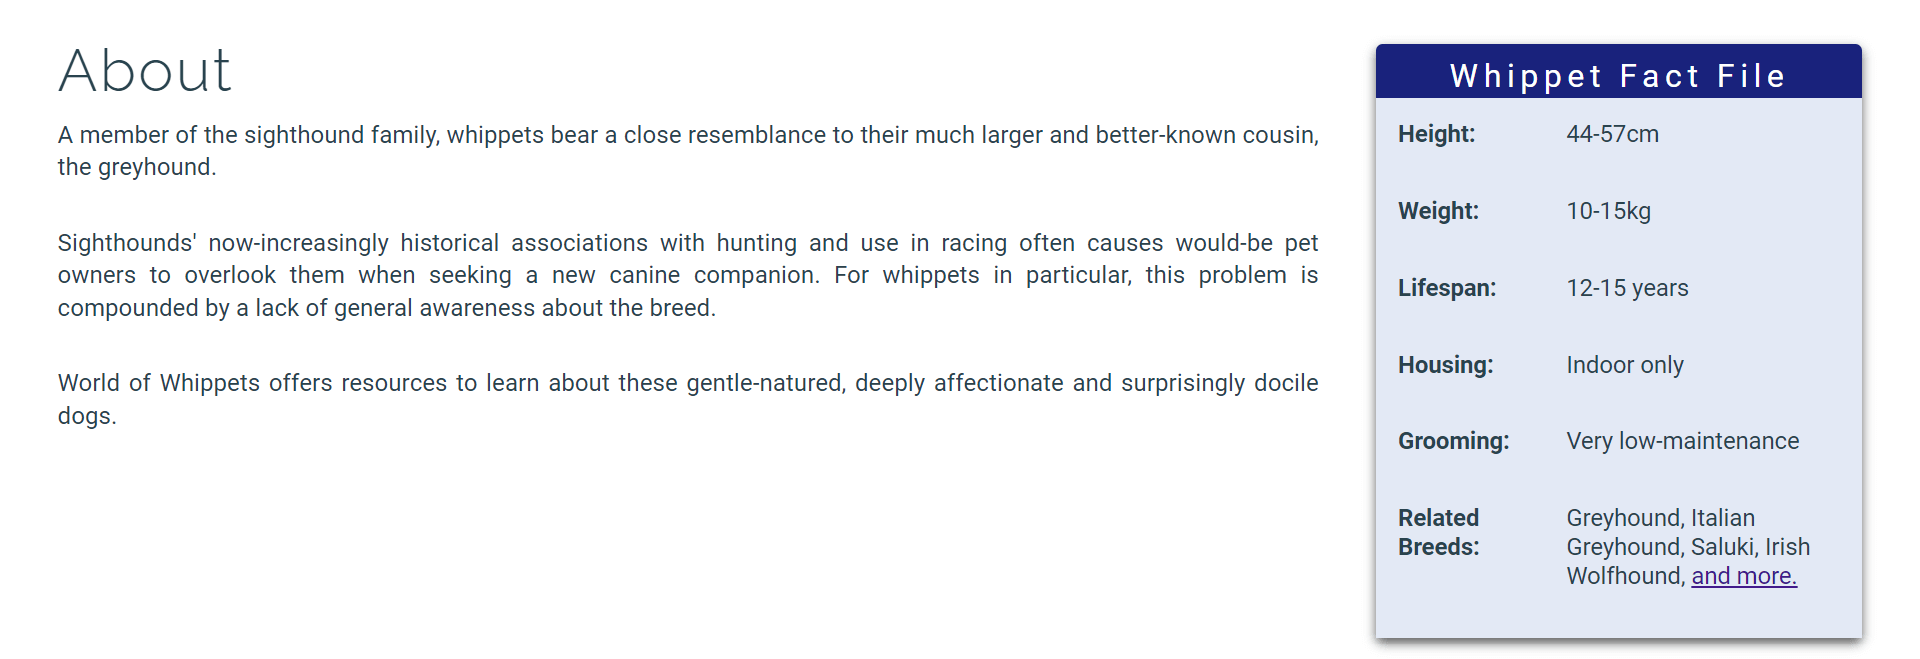 About
A member of the sighthound family, whippets bear a close resemblance to their much larger and better-known cousin,
the greyhound.
Sighthounds' now-increasingly historical associations with hunting and use in racing often causes would-be pet
owners to overlook them when seeking a new canine companion. For whippets in particular, this problem is
compounded by a lack of general awareness about the breed.
World of Whippets offers resources to learn about these gentle-natured, deeply affectionate and surprisingly docile
dogs.
Whippet Fact File
Height: 44-57cm
Weight: 10-15kg
Lifespan: 12-15 years
Housing: Indoor only
Grooming: Very low-maintenance
Related Greyhound, Italian
Breeds: Greyhound, Saluki, Irish
Wolfhound, and more.